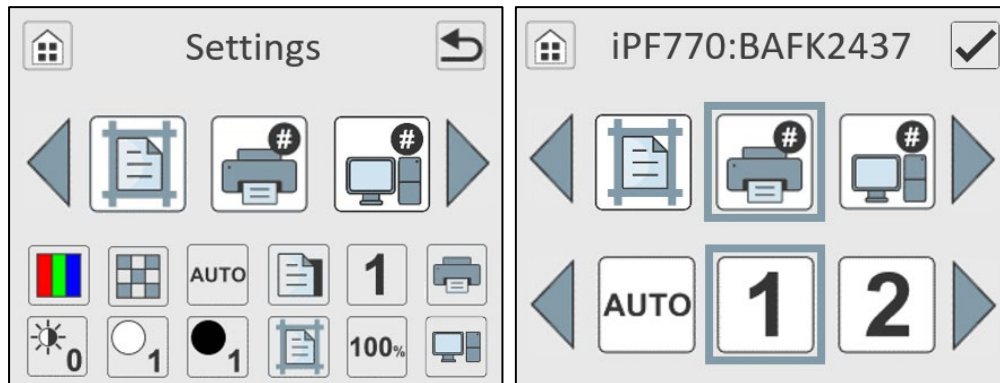 Settings
# #
AUTO 1
0 1 1 100%
iPF770:BAFK2437
# #
AUTO 1 2